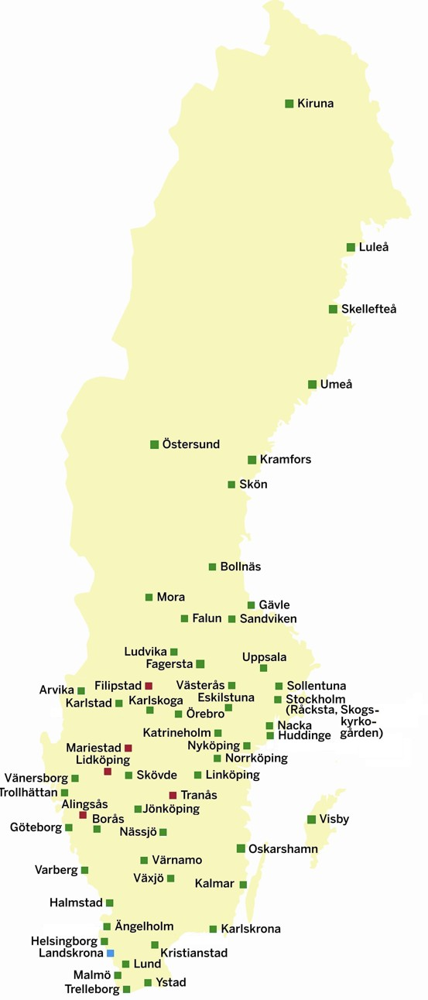 Kiruna
Luleå
Skellefteå
Umeå
Östersund
Kramfors
Skön
Bollnäs
Mora
Gävle
Falun
Sandviken
Ludvika
Fagersta
Uppsala
Filipstad
Västerås
Sollentuna
Arvika
Karlstad
Karlskoga
Eskilstuna
Stockholm
(Råcksta, Skogs-
kyrko-
gården)
Örebro
Nacka
Huddinge
Katrineholm
Nyköping
Mariestad
Lidköping
Norrköping
Vänersborg
Skövde
Linköping
Trollhättan
Tranås
Alingsås
Jönköping
Borås
Visby
Göteborg
Nässjö
Oskarshamn
Värnamo
Varberg
Växjö
Kalmar
Halmstad
Ängelholm
Karlskrona
Helsingborg
Landskrona
Kristianstad
Lund
Malmö
Ystad
Trelleborg